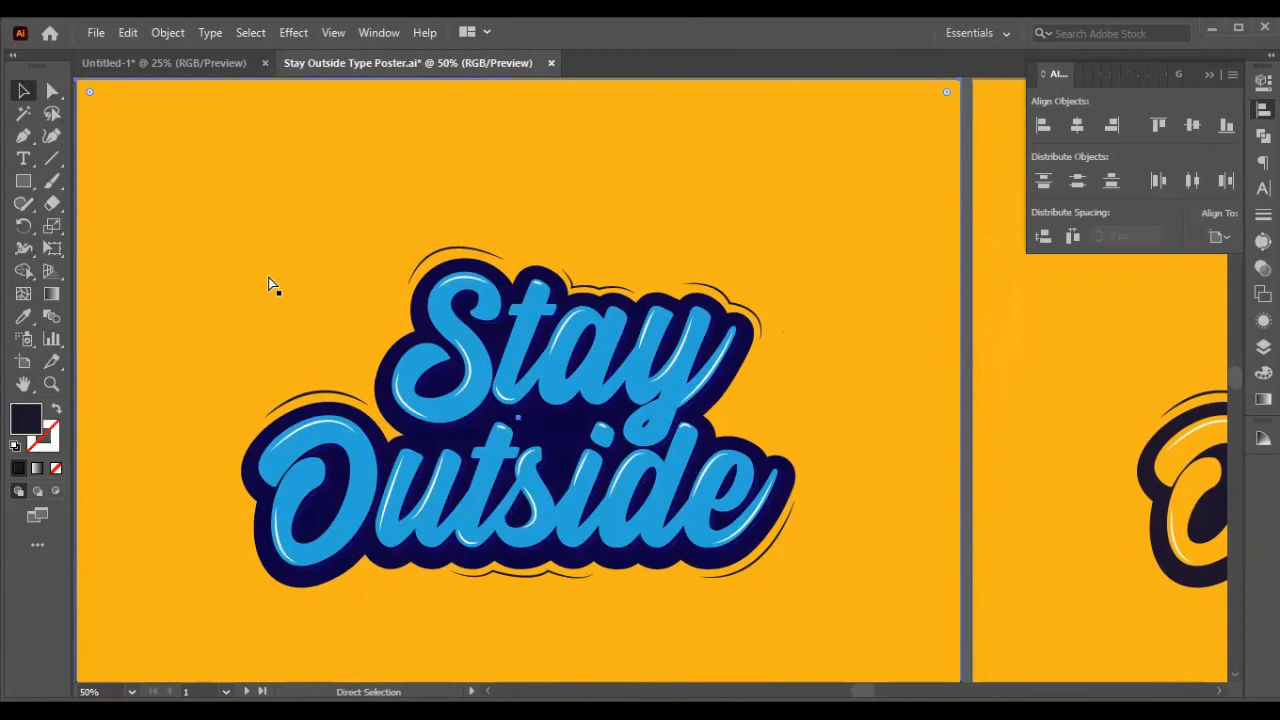 Ai File Edit Object Type Select Effect View Window Help Essentials Search Adobe Stock
Untitled-1* @ 25% (RGB/Preview) × Stay Outside Type Poster.ai* @ 50% (RGB/Preview) ×
Al... G
Align Objects:
Distribute Objects:
Distribute Spacing: Align To:
0 px
Stay
Outside
50% 1 Direct Selection